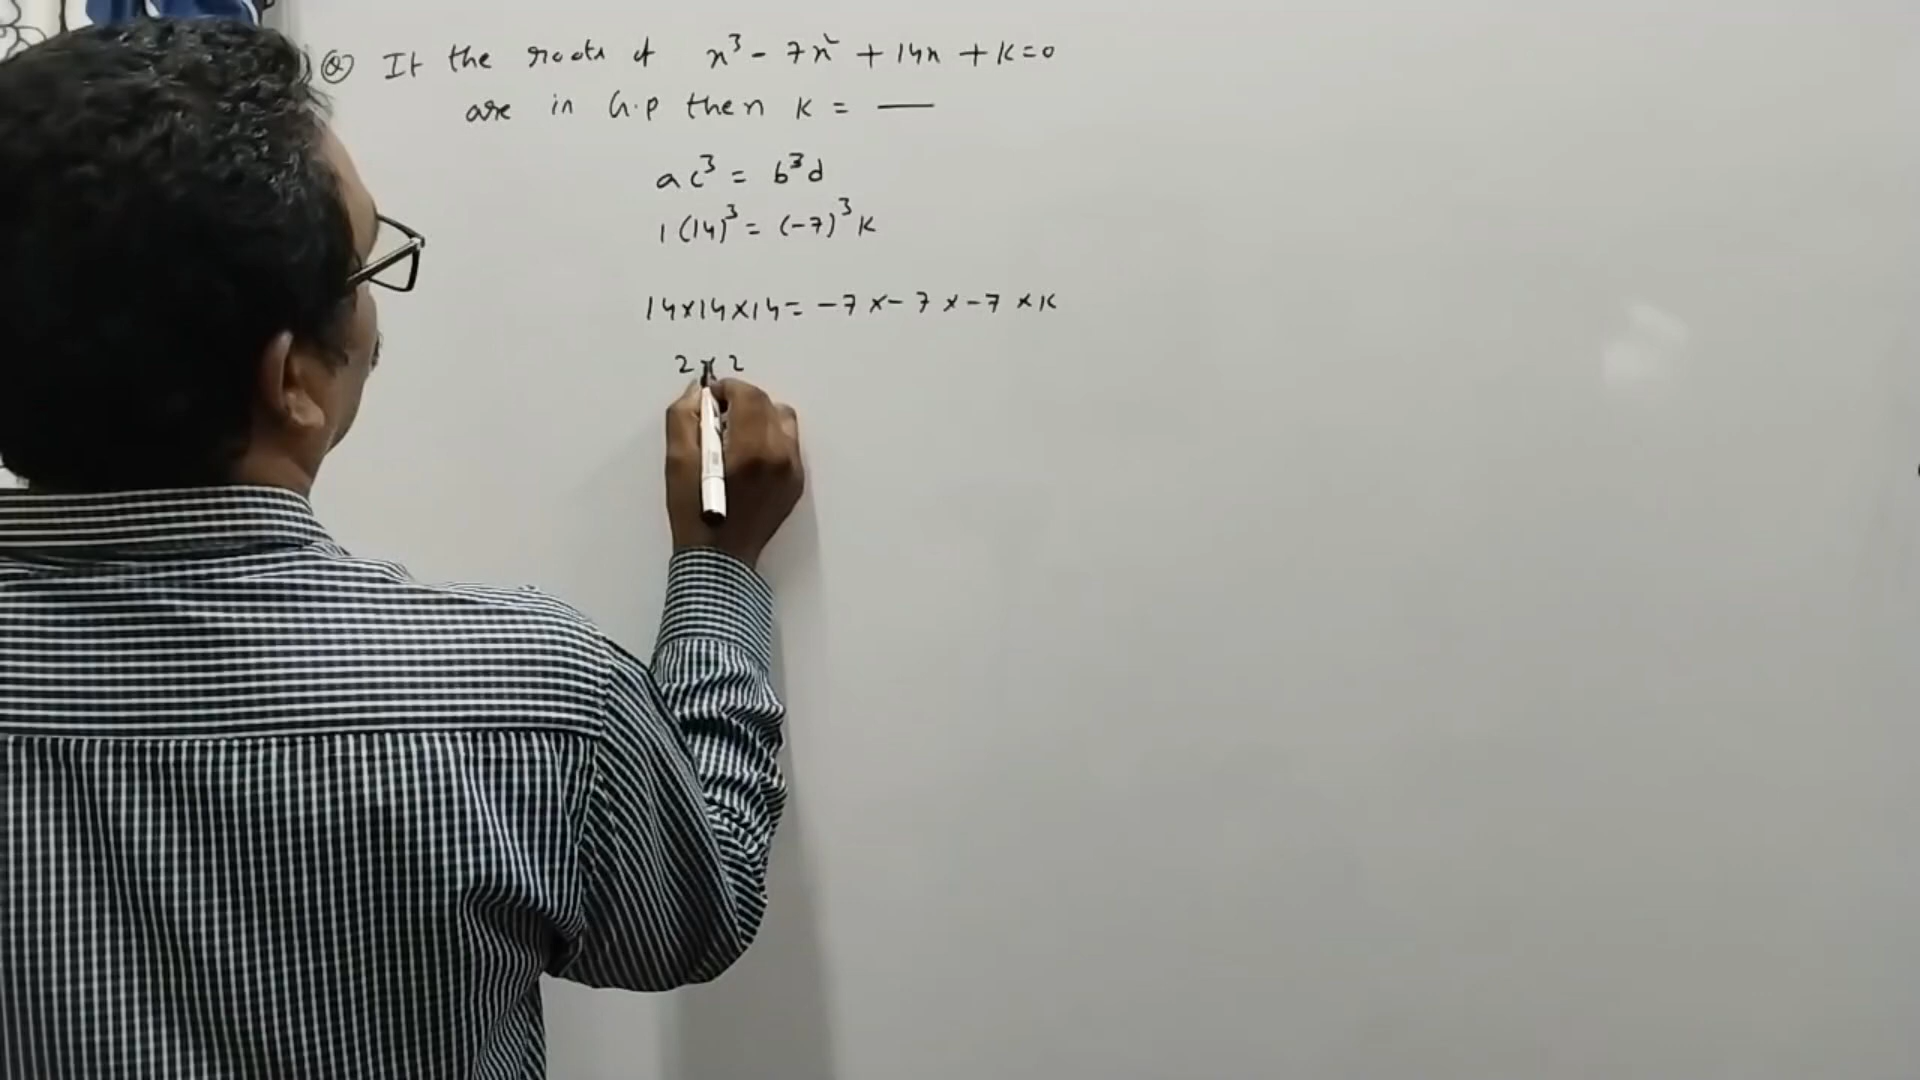 Q) If the roots of x³ - 7x² + 14x + k = 0
are in G.P then k = ___
ac³ = b³d
1(14)³ = (-7)³k
14×14×14 = -7 × -7 × -7 × k
2 × 2